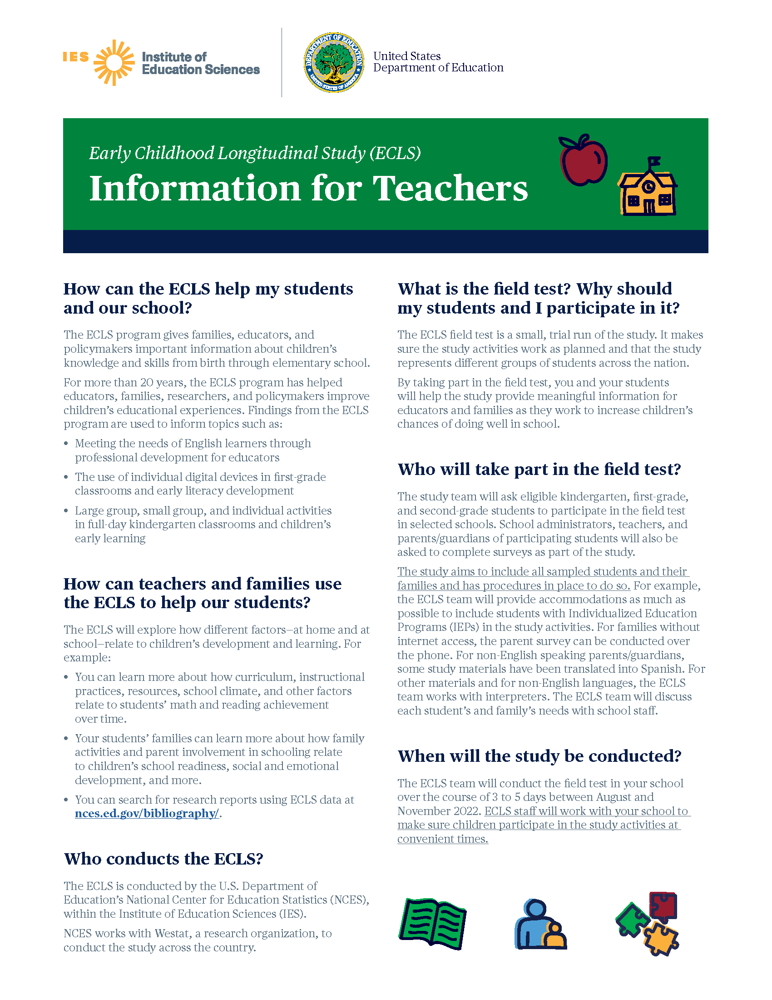 IES
Institute of
Education Sciences
DEPARTMENT OF EDUCATION
UNITED STATES OF AMERICA
United States
Department of Education
Early Childhood Longitudinal Study (ECLS)
Information for Teachers
How can the ECLS help my students
and our school?
The ECLS program gives families, educators, and
policymakers important information about children’s
knowledge and skills from birth through elementary school.
For more than 20 years, the ECLS program has helped
educators, families, researchers, and policymakers improve
children’s educational experiences. Findings from the ECLS
program are used to inform topics such as:
• Meeting the needs of English learners through
professional development for educators
• The use of individual digital devices in first-grade
classrooms and early literacy development
• Large group, small group, and individual activities
in full-day kindergarten classrooms and children’s
early learning
How can teachers and families use
the ECLS to help our students?
The ECLS will explore how different factors—at home and at
school—relate to children’s development and learning. For
example:
• You can learn more about how curriculum, instructional
practices, resources, school climate, and other factors
relate to students’ math and reading achievement
over time.
• Your students’ families can learn more about how family
activities and parent involvement in schooling relate
to children’s school readiness, social and emotional
development, and more.
• You can search for research reports using ECLS data at
nces.ed.gov/bibliography/.
Who conducts the ECLS?
The ECLS is conducted by the U.S. Department of
Education’s National Center for Education Statistics (NCES),
within the Institute of Education Sciences (IES).
NCES works with Westat, a research organization, to
conduct the study across the country.
What is the field test? Why should
my students and I participate in it?
The ECLS field test is a small, trial run of the study. It makes
sure the study activities work as planned and that the study
represents different groups of students across the nation.
By taking part in the field test, you and your students
will help the study provide meaningful information for
educators and families as they work to increase children’s
chances of doing well in school.
Who will take part in the field test?
The study team will ask eligible kindergarten, first-grade,
and second-grade students to participate in the field test
in selected schools. School administrators, teachers, and
parents/guardians of participating students will also be
asked to complete surveys as part of the study.
The study aims to include all sampled students and their
families and has procedures in place to do so. For example,
the ECLS team will provide accommodations as much as
possible to include students with Individualized Education
Programs (IEPs) in the study activities. For families without
internet access, the parent survey can be conducted over
the phone. For non-English speaking parents/guardians,
some study materials have been translated into Spanish. For
other materials and for non-English languages, the ECLS
team works with interpreters. The ECLS team will discuss
each student’s and family’s needs with school staff.
When will the study be conducted?
The ECLS team will conduct the field test in your school
over the course of 3 to 5 days between August and
November 2022. ECLS staff will work with your school to
make sure children participate in the study activities at
convenient times.